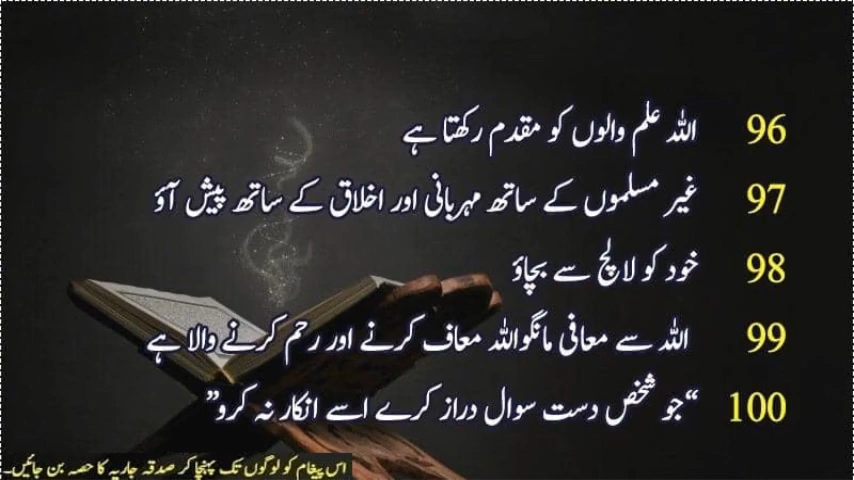 96 اللہ علم والوں کو مقدم رکھتا ہے
97 غیر مسلموں کے ساتھ مہربانی اور اخلاق کے ساتھ پیش آؤ
98 خود کو لالچ سے بچاؤ
99 اللہ سے معافی مانگو اللہ معاف کرنے اور رحم کرنے والا ہے
100 “جو شخص دست سوال دراز کرے اسے انکار نہ کرو”
اس پیغام کو لوگوں تک پہنچا کر صدقہ جاریہ کا حصہ بن جائیں۔